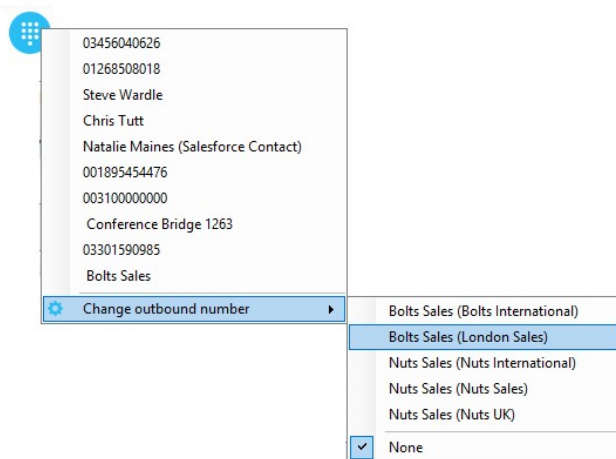 03456040626
01268508018
Steve Wardle
Chris Tutt
Natalie Maines (Salesforce Contact)
001895454476
003100000000
Conference Bridge 1263
03301590985
Bolts Sales
Change outbound number
Bolts Sales (Bolts International)
Bolts Sales (London Sales)
Nuts Sales (Nuts International)
Nuts Sales (Nuts Sales)
Nuts Sales (Nuts UK)
None